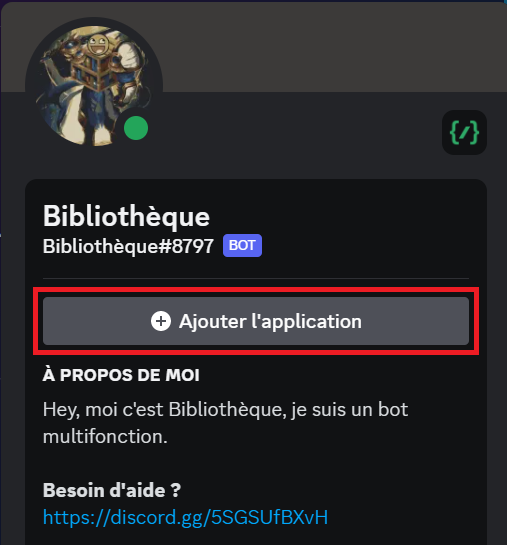 Bibliothèque
Bibliothèque#8797 BOT
Ajouter l'application
À PROPOS DE MOI
Hey, moi c'est Bibliothèque, je suis un bot
multifonction.
Besoin d'aide ?
https://discord.gg/5SGSUfBXvH